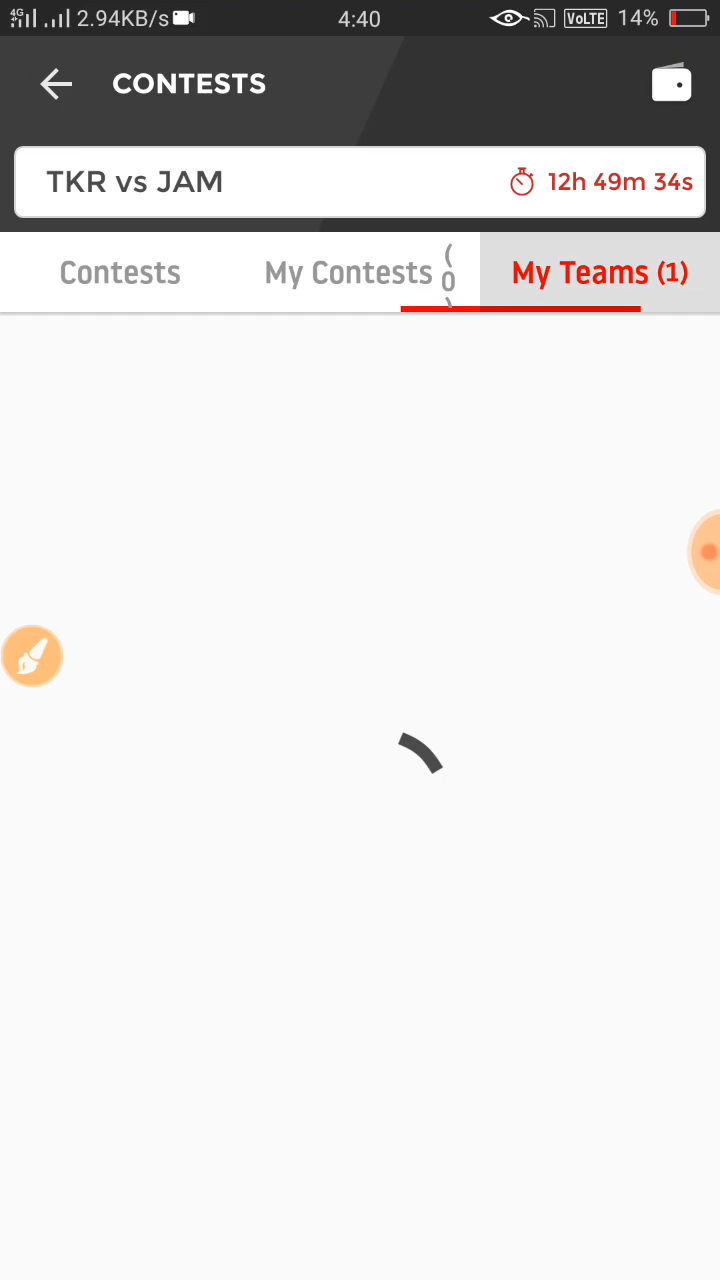 4G 2.94KB/s 4:40 VoLTE 14%
CONTESTS
TKR vs JAM 12h 49m 34s
Contests My Contests (0) My Teams (1)